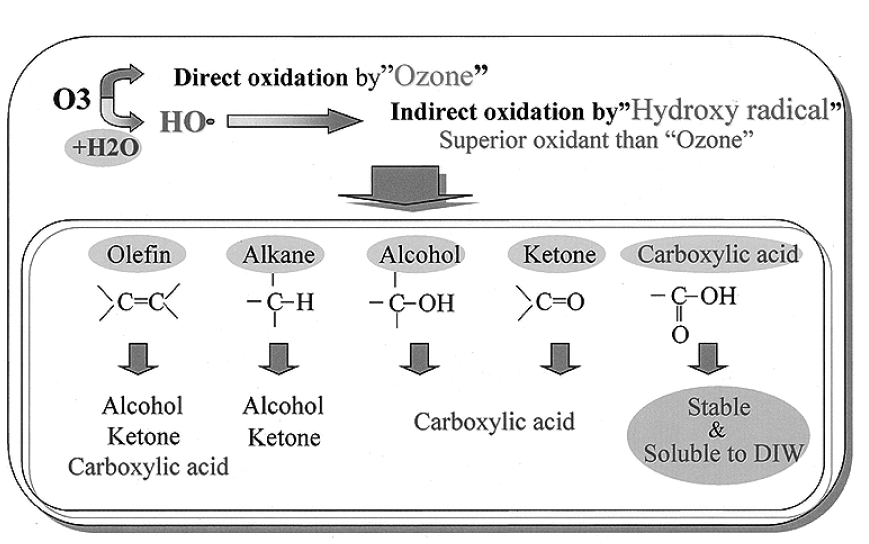 Direct oxidation by"Ozone"
O3
HO•
Indirect oxidation by"Hydroxy radical"
+H2O
Superior oxidant than "Ozone"
Olefin Alkane Alcohol Ketone Carboxylic acid
C=C -C-H -C-OH C=O -C-OH
O
Alcohol Alcohol Stable
Ketone Ketone Carboxylic acid &
Carboxylic acid Soluble to DIW